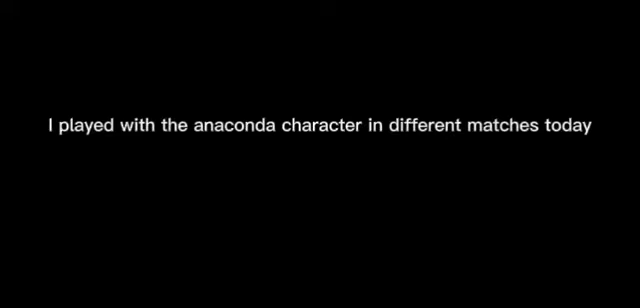 I played with the anaconda character in different matches today